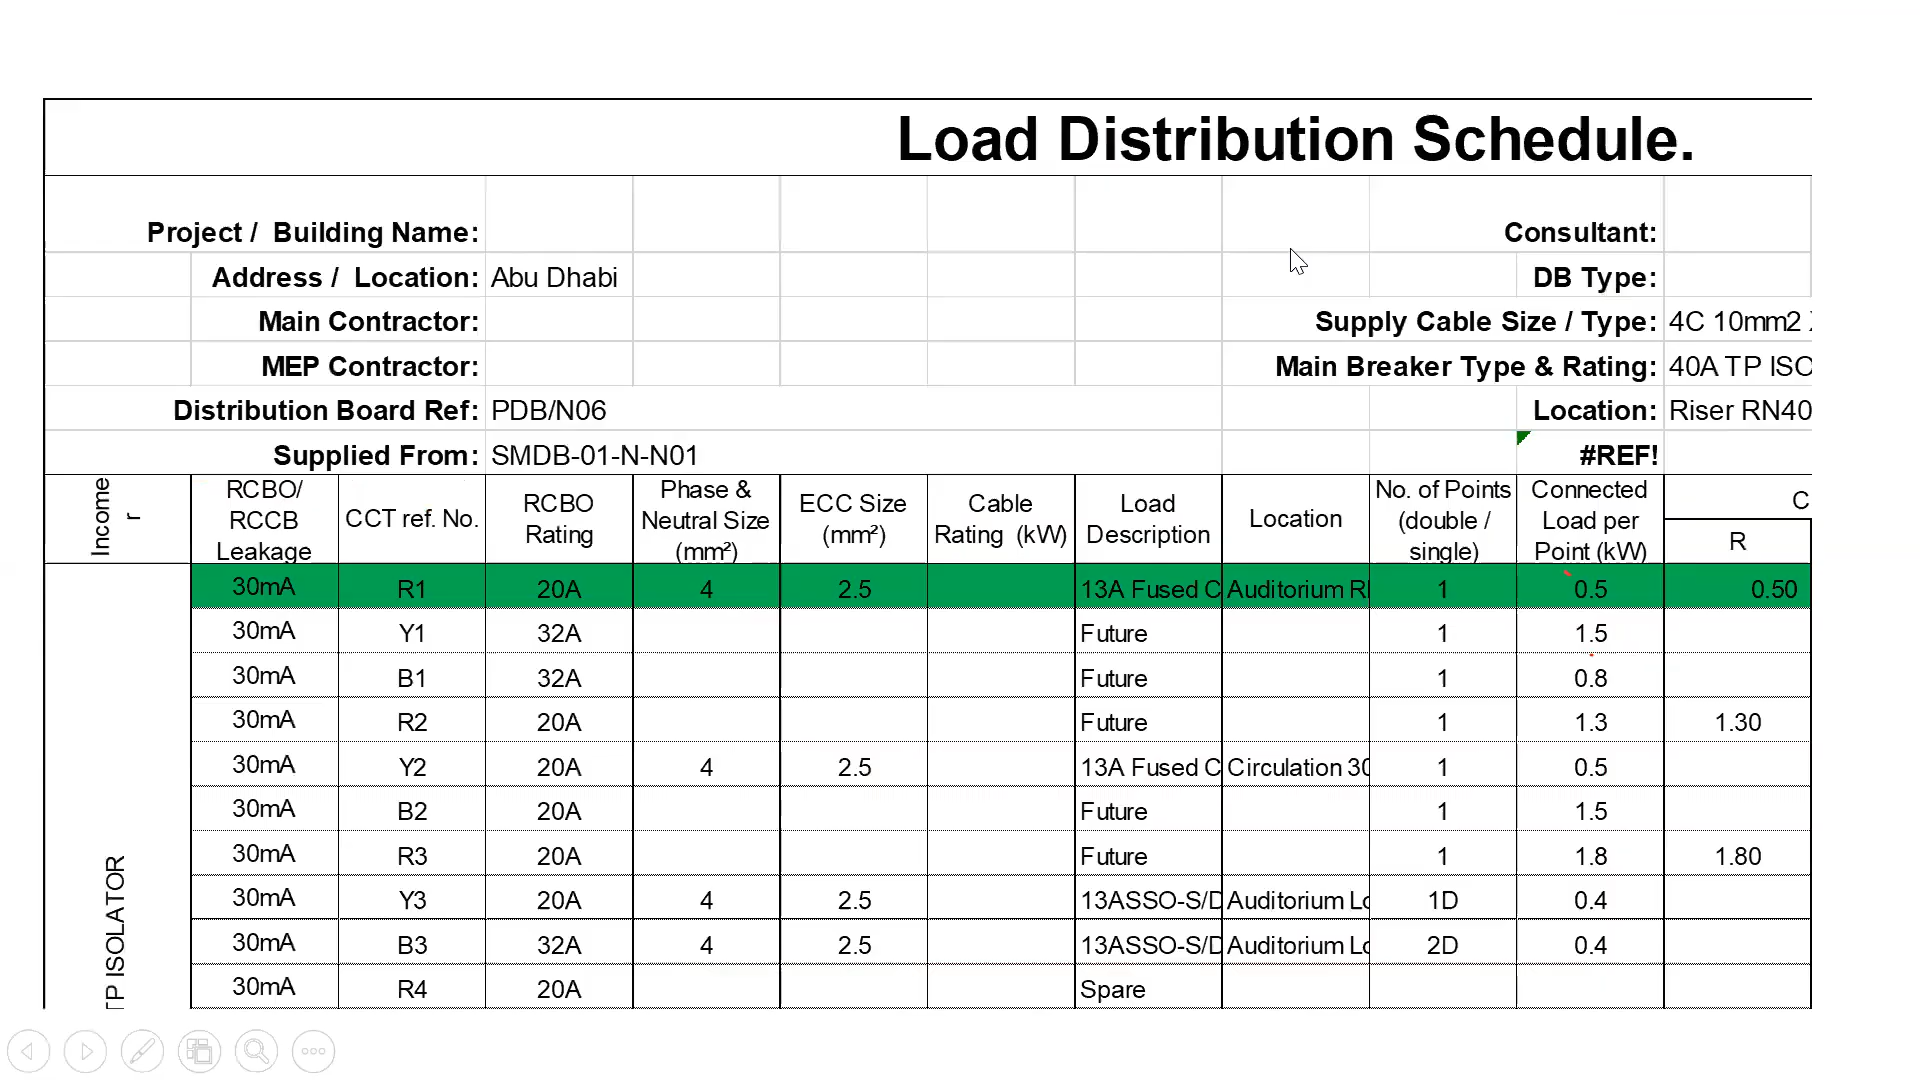 Load Distribution Schedule.
Project / Building Name: Consultant:
Address / Location: Abu Dhabi DB Type:
Main Contractor: Supply Cable Size / Type: 4C 10mm2
MEP Contractor: Main Breaker Type & Rating: 40A TP ISO
Distribution Board Ref: PDB/N06 Location: Riser RN40
Supplied From: SMDB-01-N-N01 #REF!
Incomer
RCBO/ RCCB Leakage
CCT ref. No.
RCBO Rating
Phase & Neutral Size (mm²)
ECC Size (mm²)
Cable Rating (kW)
Load Description
Location
No. of Points (double / single)
Connected Load per Point (kW)
C
R
30mA R1 20A 4 2.5 13A Fused C Auditorium R 1 0.5 0.50
30mA Y1 32A Future 1 1.5
30mA B1 32A Future 1 0.8
30mA R2 20A Future 1 1.3 1.30
30mA Y2 20A 4 2.5 13A Fused C Circulation 30 1 0.5
30mA B2 20A Future 1 1.5
30mA R3 20A Future 1 1.8 1.80
30mA Y3 20A 4 2.5 13ASSO-S/D Auditorium Lo 1D 0.4
30mA B3 32A 4 2.5 13ASSO-S/D Auditorium Lo 2D 0.4
30mA R4 20A Spare
TP ISOLATOR